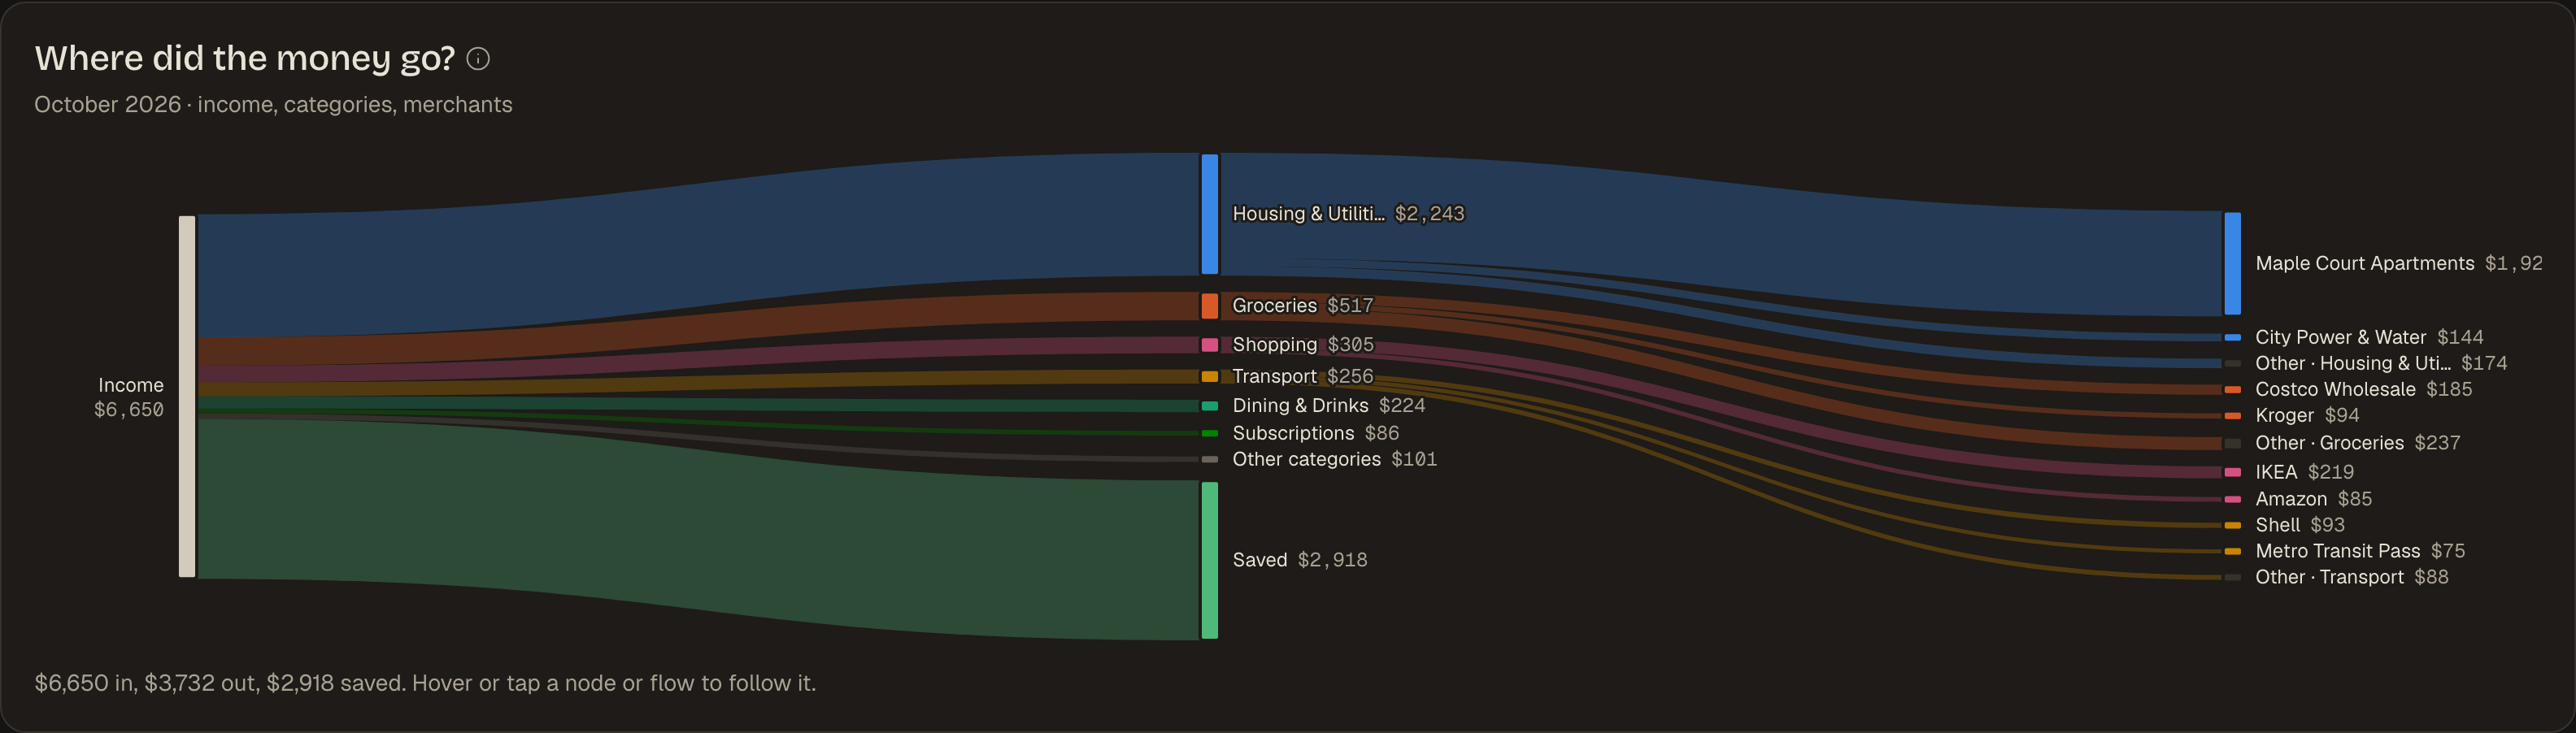 Where did the money go?
October 2026 · income, categories, merchants
Income
$6,650
Housing & Utiliti… $2,243
Groceries $517
Shopping $305
Transport $256
Dining & Drinks $224
Subscriptions $86
Other categories $101
Saved $2,918
Maple Court Apartments $1,92
City Power & Water $144
Other · Housing & Uti… $174
Costco Wholesale $185
Kroger $94
Other · Groceries $237
IKEA $219
Amazon $85
Shell $93
Metro Transit Pass $75
Other · Transport $88
$6,650 in, $3,732 out, $2,918 saved. Hover or tap a node or flow to follow it.